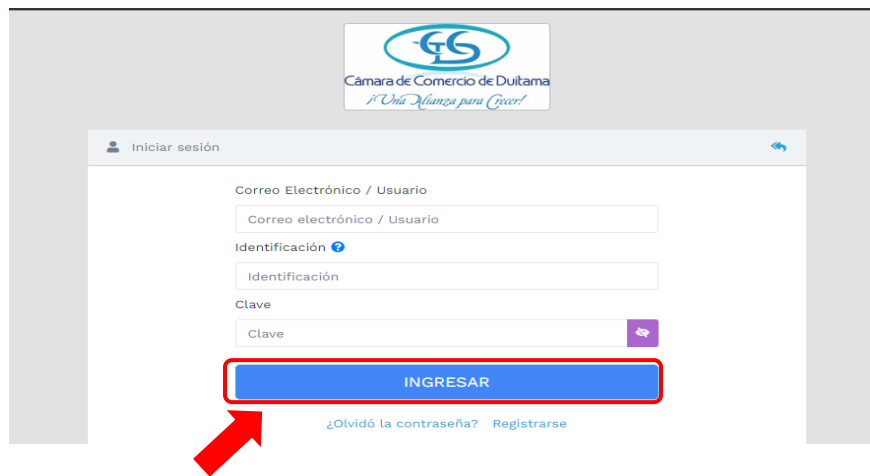 Cámara de Comercio de Duitama
¡Una Alianza para Crecer!
Iniciar sesión
Correo Electrónico / Usuario
Correo electrónico / Usuario
Identificación
Identificación
Clave
Clave
INGRESAR
¿Olvidó la contraseña? Registrarse